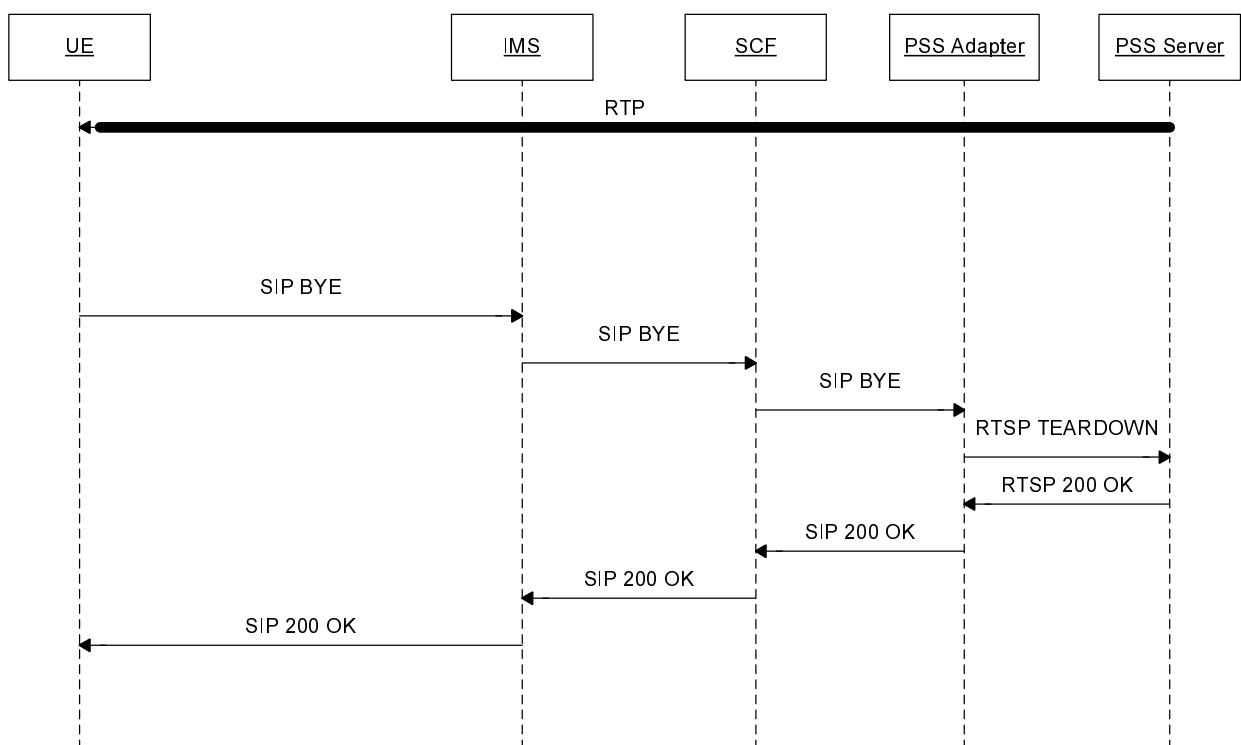 UE
IMS
SCF
PSS Adapter
PSS Server
RTP
SIP BYE
SIP BYE
SIP BYE
RTSP TEARDOWN
RTSP 200 OK
SIP 200 OK
SIP 200 OK
SIP 200 OK